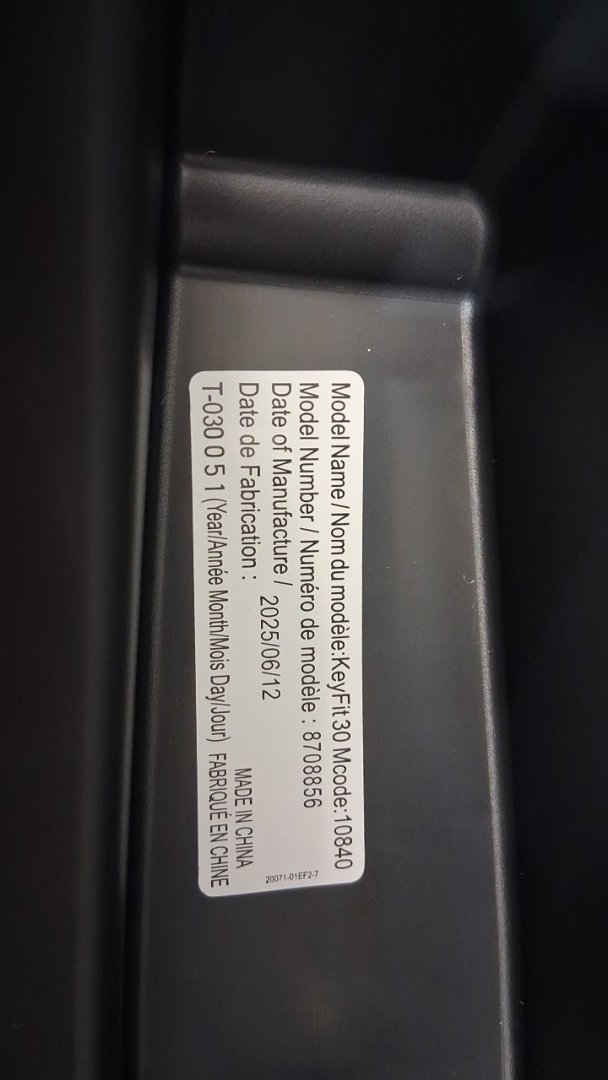 Model Name / Nom du modèle:KeyFit 30 Mcode:10840
Model Number / Numéro de modèle : 8708856
Date of Manufacture /
Date de Fabrication : 2025/06/12
MADE IN CHINA
T-030 0 5 1 (Year/Année Month/Mois Day/Jour) FABRIQUÉ EN CHINE
20071-01EF2-7